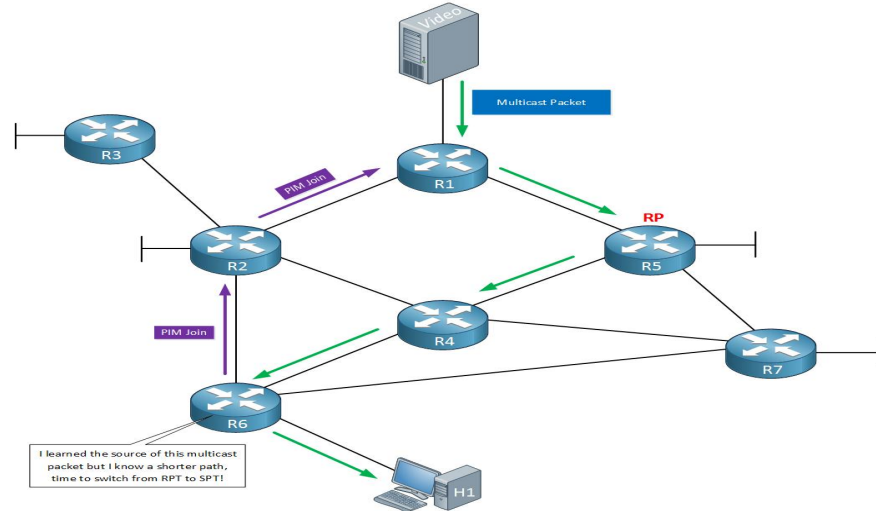 Video
Multicast Packet
R3
R1
PIM Join
RP
R2
R5
PIM Join
R4
R7
R6
I learned the source of this multicast
packet but I know a shorter path,
time to switch from RPT to SPT!
H1